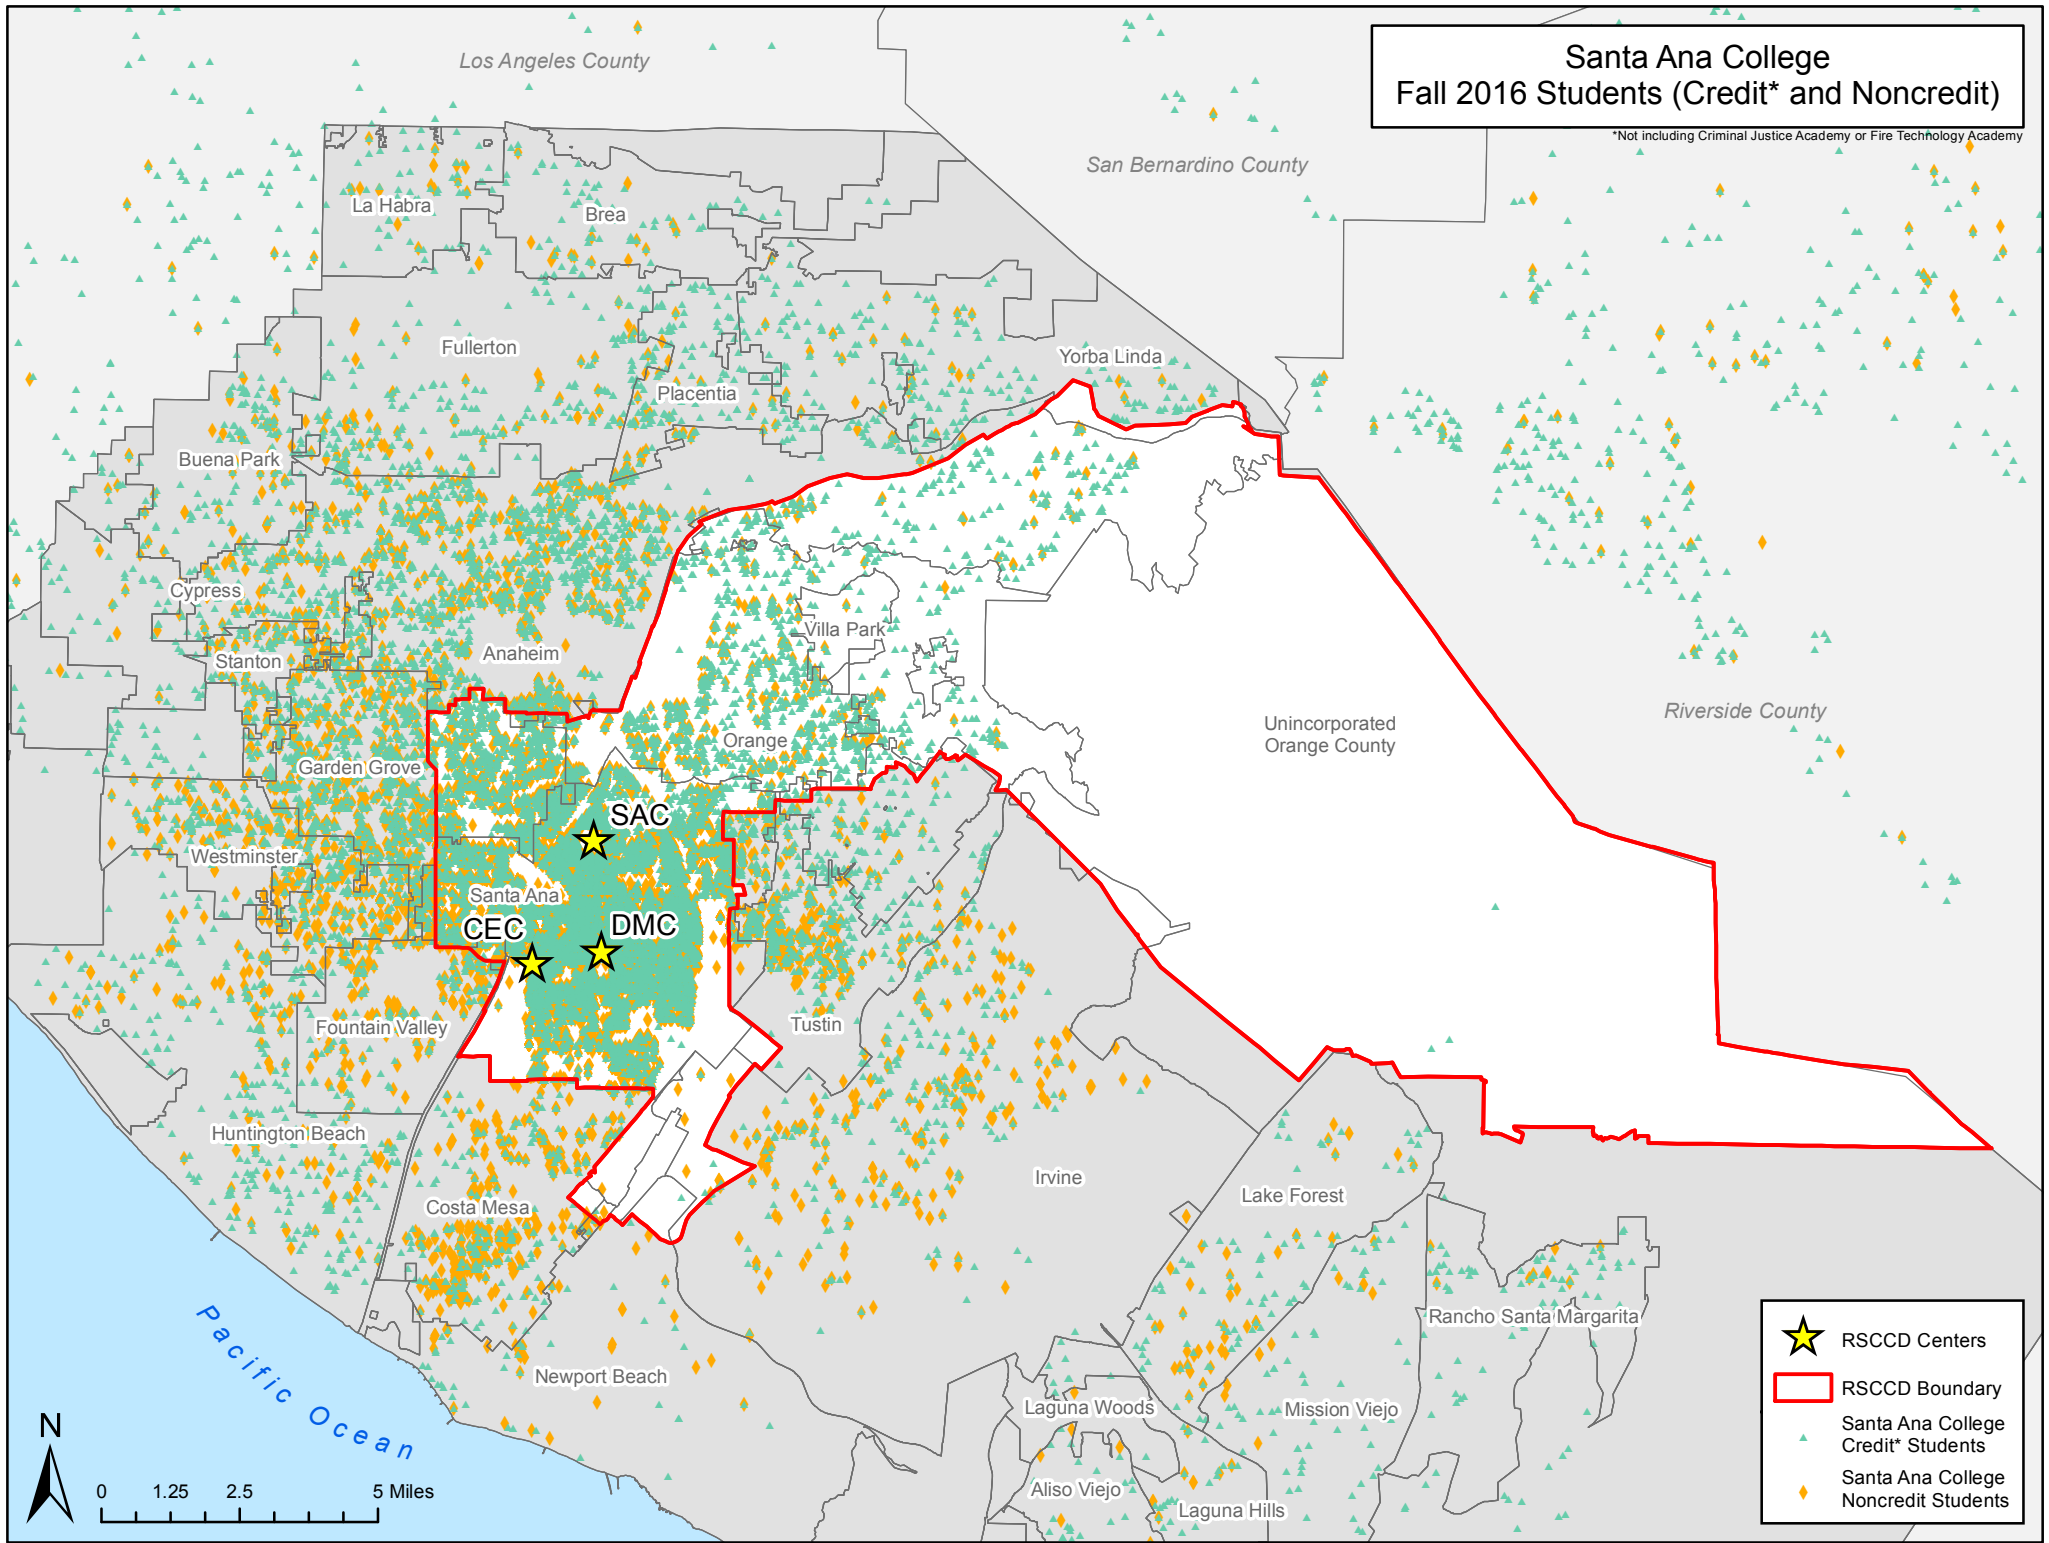 Santa Ana College
Fall 2016 Students (Credit* and Noncredit)
*Not including Criminal Justice Academy or Fire Technology Academy
Los Angeles County
San Bernardino County
La Habra
Brea
Fullerton
Yorba Linda
Placentia
Buena Park
Cypress
Villa Park
Anaheim
Stanton
Riverside County
Unincorporated
Orange County
Orange
Garden Grove
SAC
Westminster
Santa Ana
CEC
DMC
Fountain Valley
Tustin
Huntington Beach
Irvine
Lake Forest
Costa Mesa
Rancho Santa Margarita
Newport Beach
Laguna Woods
Mission Viejo
Aliso Viejo
Laguna Hills
Pacific Ocean
N
0 1.25 2.5 5 Miles
RSCCD Centers
RSCCD Boundary
Santa Ana College
Credit* Students
Santa Ana College
Noncredit Students